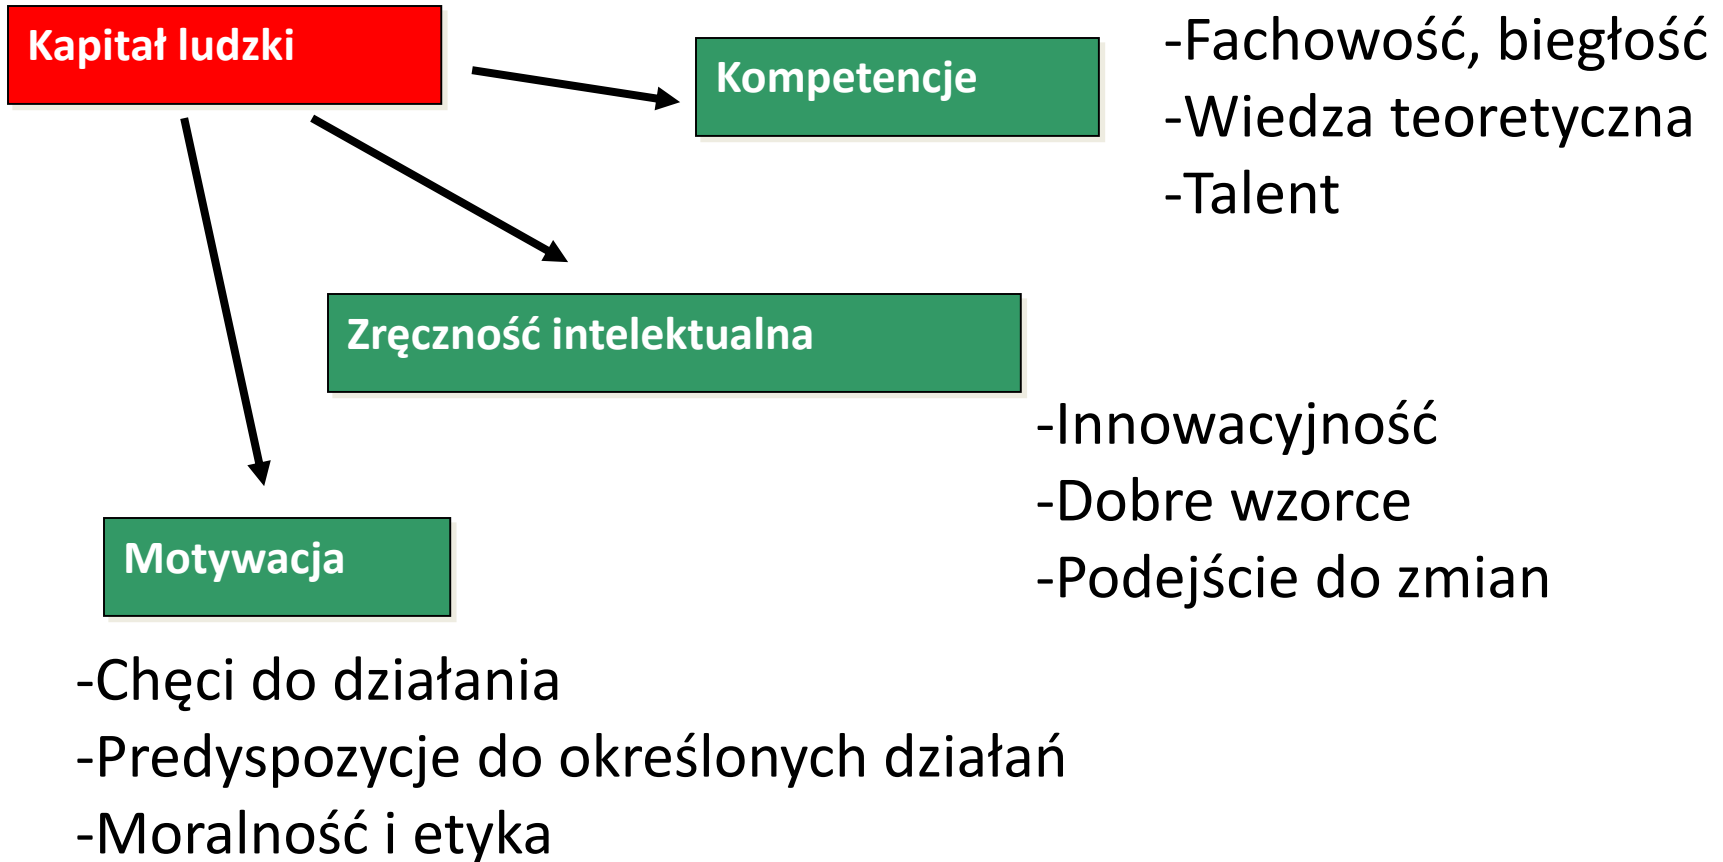 Kapitał ludzki
Kompetencje
-Fachowość, biegłość
-Wiedza teoretyczna
-Talent
Zręczność intelektualna
-Innowacyjność
-Dobre wzorce
-Podejście do zmian
Motywacja
-Chęci do działania
-Predyspozycje do określonych działań
-Moralność i etyka